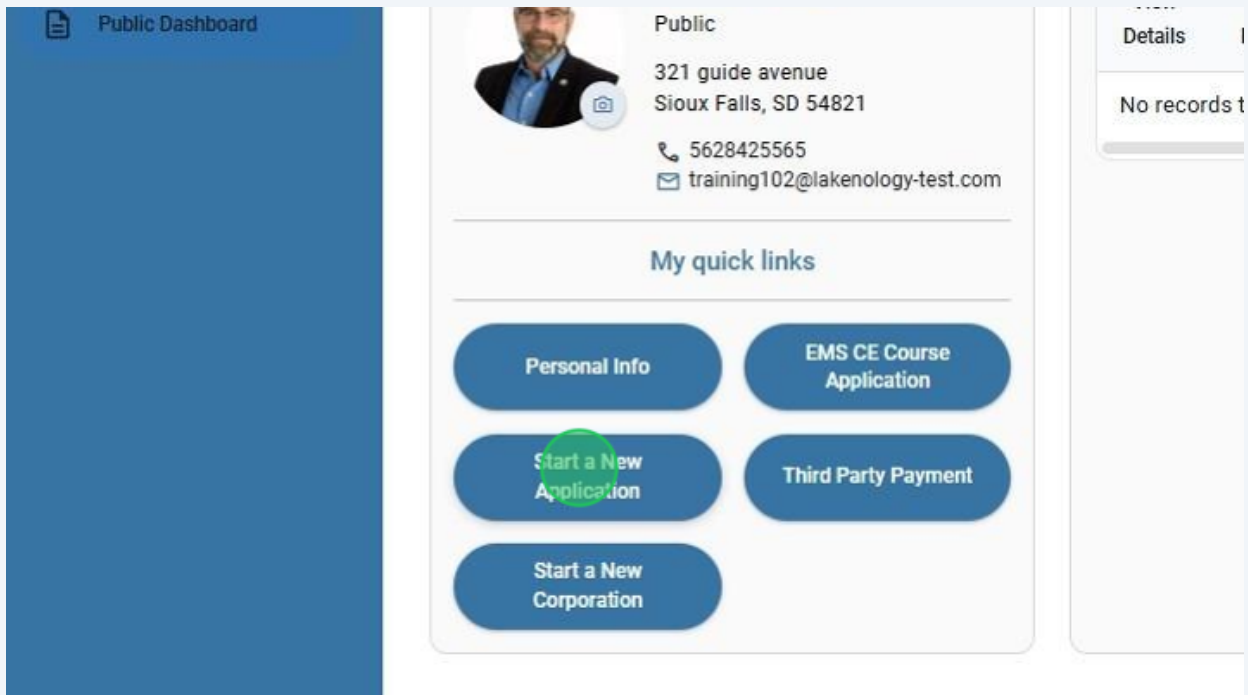 Public Dashboard
Public
321 guide avenue
Sioux Falls, SD 54821
5628425565
training102@lakenology-test.com
My quick links
Personal Info
EMS CE Course
Application
Start a New
Application
Third Party Payment
Start a New
Corporation
Details
No records t